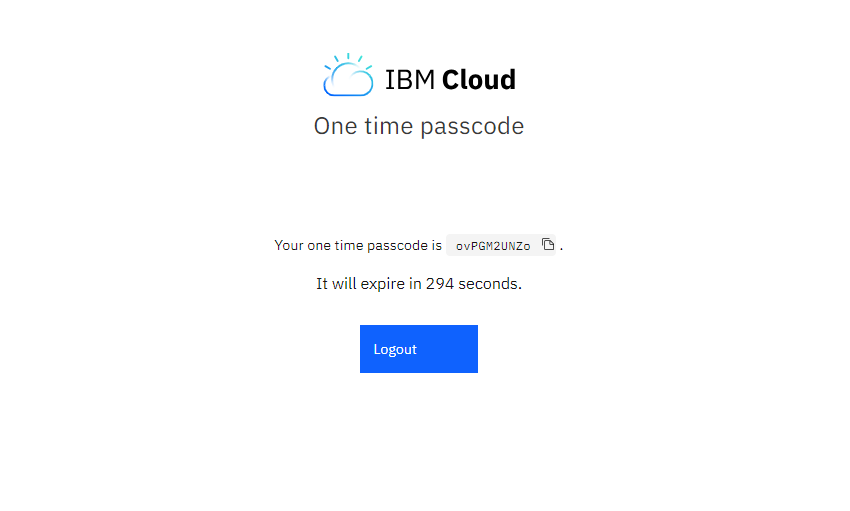 IBM Cloud
One time passcode
Your one time passcode is ovPGM2UNZo .
It will expire in 294 seconds.
Logout